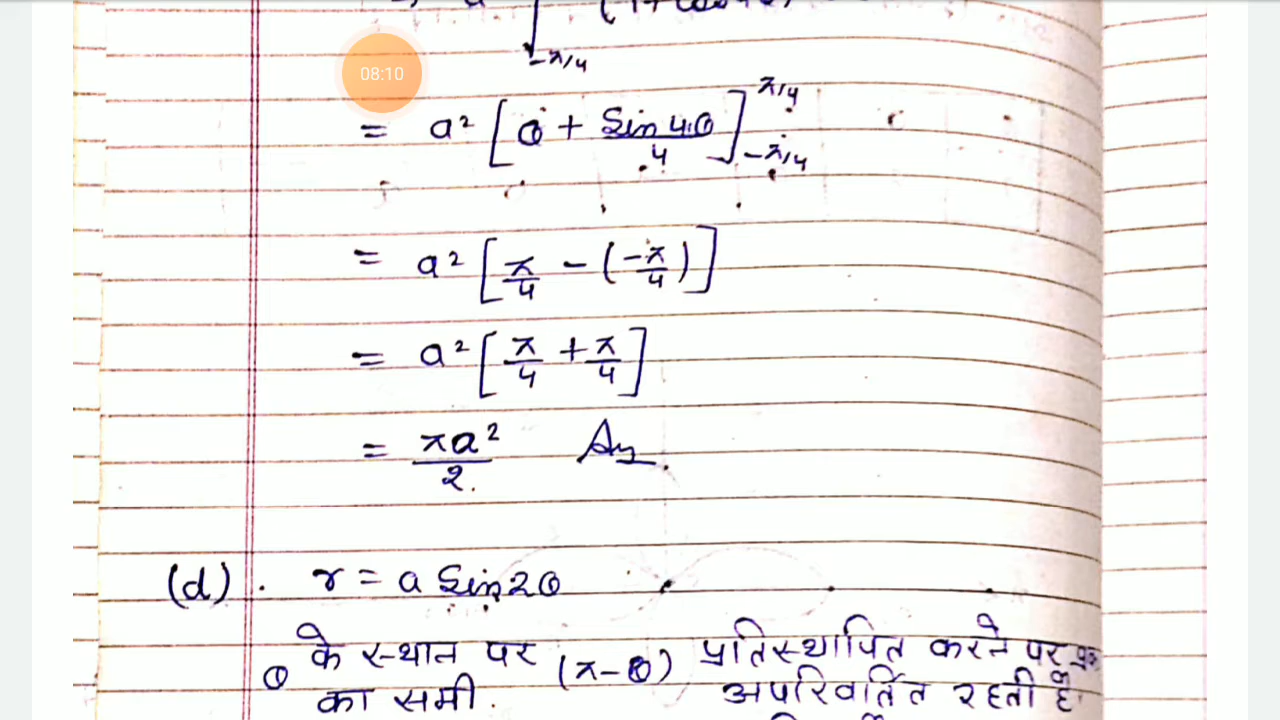 -π/4
08:10
= a² [θ + Sin4θ/4]π/4 -π/4
= a² [π/4 - (-π/4)]
= a² [π/4 + π/4]
= πa²/2 Ans.
(d). r = a Sin2θ
θ के स्थान पर (π-θ) प्रतिस्थापित करने पर
का समी. अपरिवर्तित रहती है